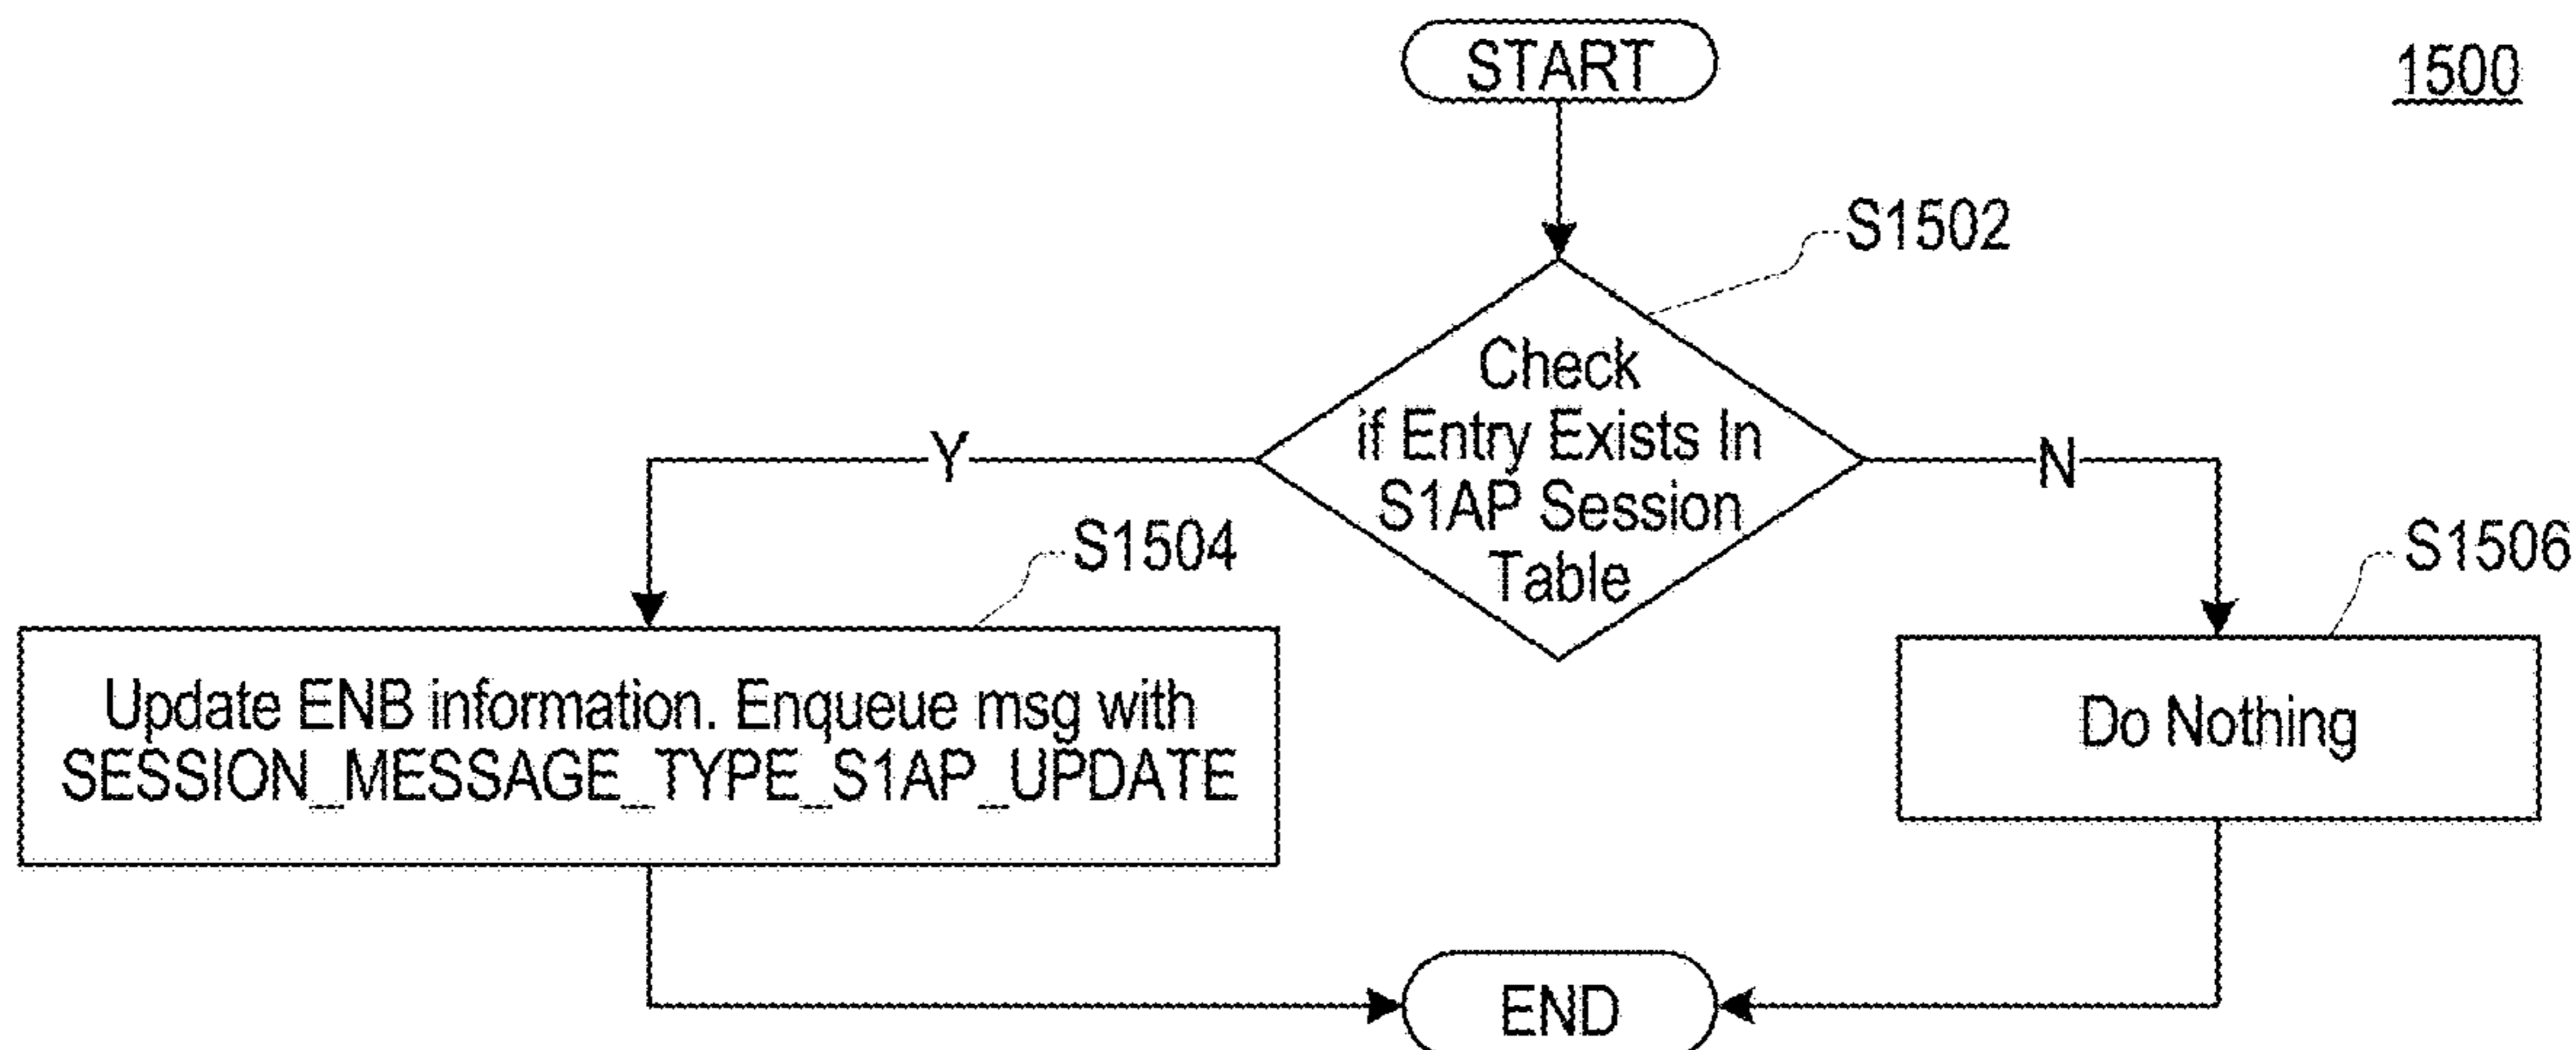 START
1500
S1502
Check
if Entry Exists In
S1AP Session
Table
Y
N
S1504
S1506
Update ENB information. Enqueue msg with
SESSION_MESSAGE_TYPE_S1AP_UPDATE
Do Nothing
END